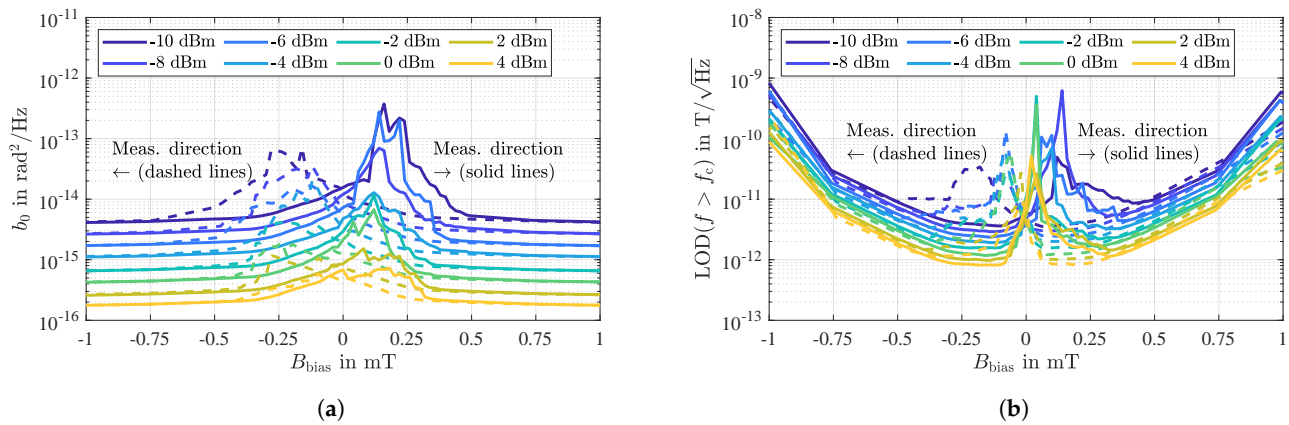 10^-11
10^-12
10^-13
10^-14
10^-15
10^-16
b_0 in rad^2/Hz
-10 dBm -6 dBm -2 dBm 2 dBm
-8 dBm -4 dBm 0 dBm 4 dBm
Meas. direction
← (dashed lines)
Meas. direction
→ (solid lines)
-1 -0.75 -0.5 -0.25 0 0.25 0.5 0.75 1
B_bias in mT
(a)
10^-8
10^-9
10^-10
10^-11
10^-12
10^-13
LOD(f > f_c) in T/√Hz
-10 dBm -6 dBm -2 dBm 2 dBm
-8 dBm -4 dBm 0 dBm 4 dBm
Meas. direction
← (dashed lines)
Meas. direction
→ (solid lines)
-1 -0.75 -0.5 -0.25 0 0.25 0.5 0.75 1
B_bias in mT
(b)